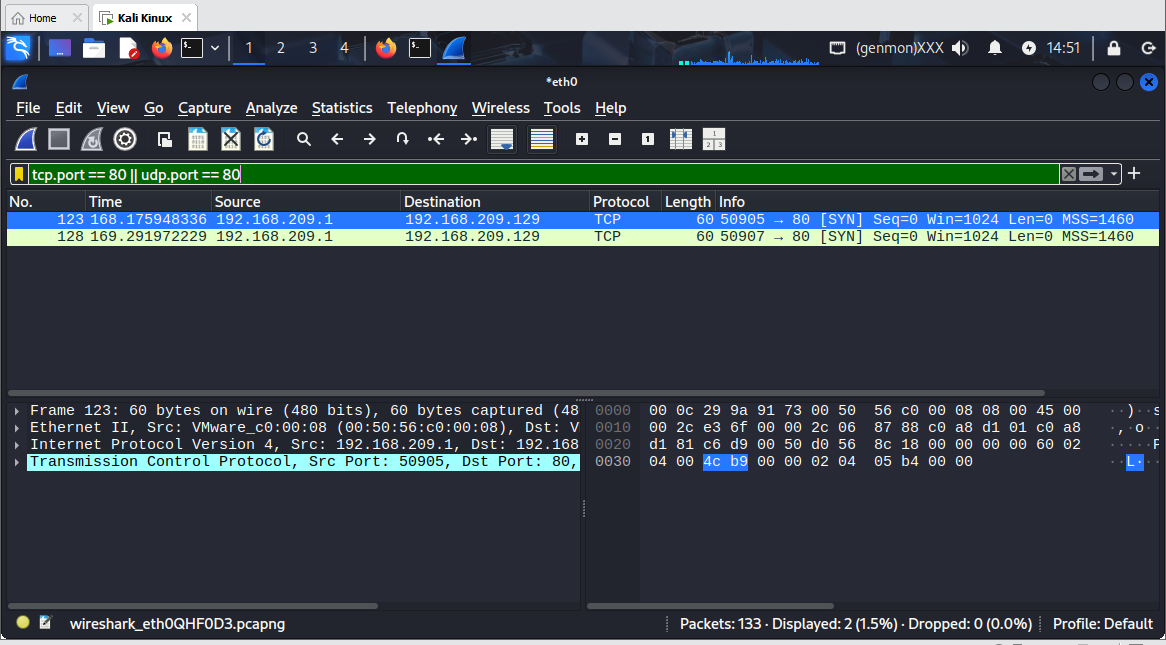 Home Kali Kinux
1 2 3 4 (genmon)XXX 14:51
*eth0
File Edit View Go Capture Analyze Statistics Telephony Wireless Tools Help
tcp.port == 80 || udp.port == 80
No. Time Source Destination Protocol Length Info
123 168.175948336 192.168.209.1 192.168.209.129 TCP 60 50905 → 80 [SYN] Seq=0 Win=1024 Len=0 MSS=1460
128 169.291972229 192.168.209.1 192.168.209.129 TCP 60 50907 → 80 [SYN] Seq=0 Win=1024 Len=0 MSS=1460
Frame 123: 60 bytes on wire (480 bits), 60 bytes captured (48
Ethernet II, Src: VMware_c0:00:08 (00:50:56:c0:00:08), Dst: V
Internet Protocol Version 4, Src: 192.168.209.1, Dst: 192.168
Transmission Control Protocol, Src Port: 50905, Dst Port: 80,
0000 00 0c 29 9a 91 73 00 50 56 c0 00 08 08 00 45 00 ··)·s
0010 00 2c e3 6f 00 00 2c 06 87 88 c0 a8 d1 01 c0 a8 ·,·o·
0020 d1 81 c6 d9 00 50 d0 56 8c 18 00 00 00 00 60 02 ·····P
0030 04 00 4c b9 00 00 02 04 05 b4 00 00 ··L···
wireshark_eth0QHF0D3.pcapng Packets: 133 · Displayed: 2 (1.5%) · Dropped: 0 (0.0%) Profile: Default